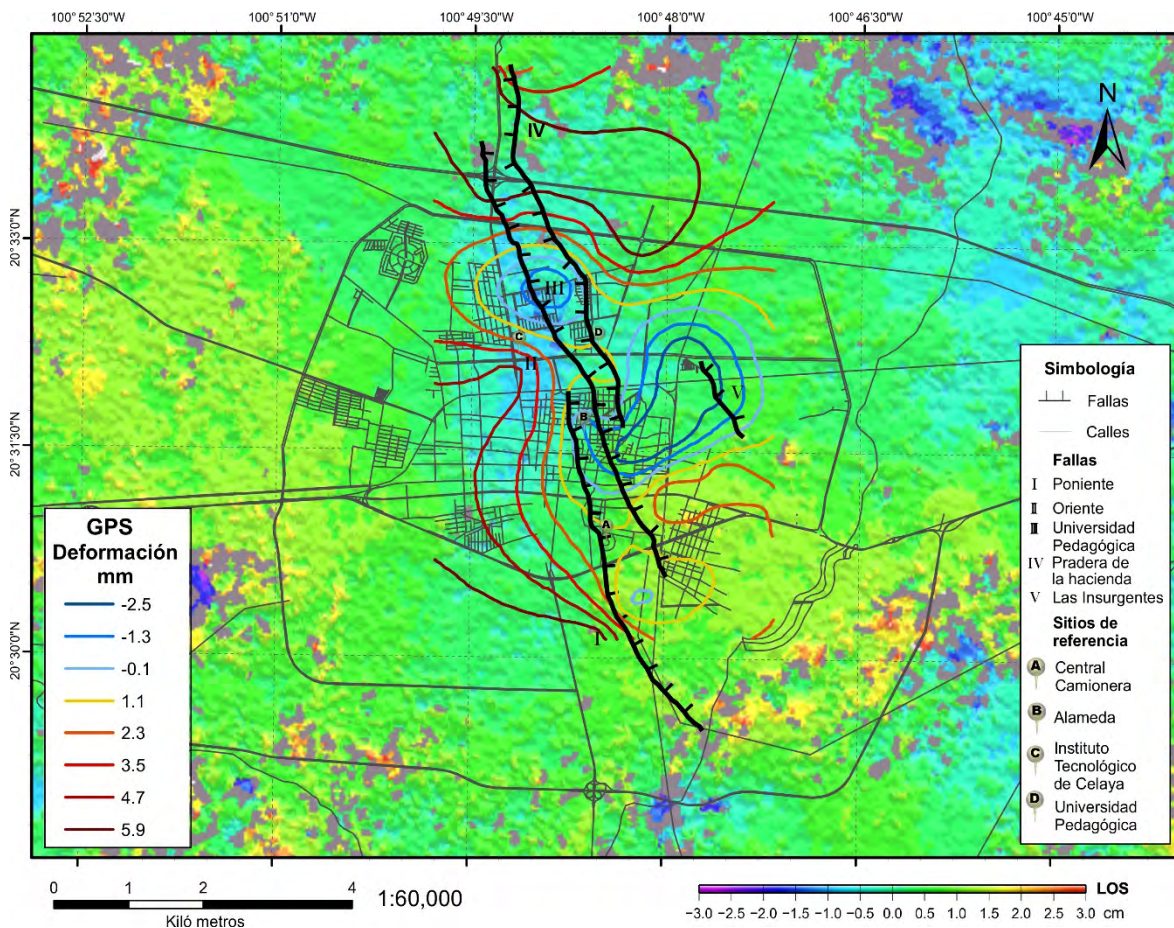 100°52'30"W 100°51'0"W 100°49'30"W 100°48'0"W 100°46'30"W 100°45'0"W
N
20°33'0"N
20°31'30"N
20°30'0"N
IV
III
C
D
II
V
B
A
I
GPS
Deformación
mm
-2.5
-1.3
-0.1
1.1
2.3
3.5
4.7
5.9
Simbología
Fallas
Calles
Fallas
I Poniente
II Oriente
III Universidad
Pedagógica
IV Pradera de
la hacienda
V Las Insurgentes
Sitios de
referencia
A Central
Camionera
B Alameda
C Instituto
Tecnológico
de Celaya
D Universidad
Pedagógica
0 1 2 4
Kiló metros
1:60,000
LOS
−3.0 −2.5 −2.0 −1.5 −1.0 −0.5 0.0 0.5 1.0 1.5 2.0 2.5 3.0 cm